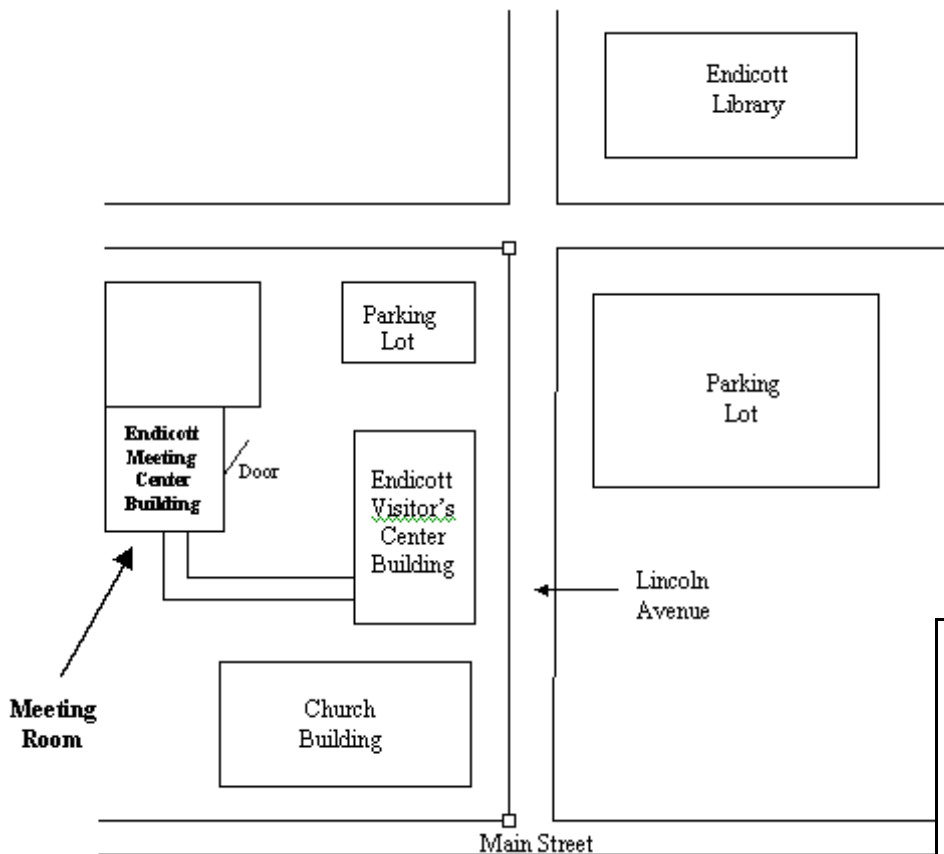 Endicott
Library
Parking
Lot
Parking
Lot
Endicott
Meeting
Center
Building
Door
Endicott
Visitor's
Center
Building
Lincoln
Avenue
Meeting
Room
Church
Building
Main Street